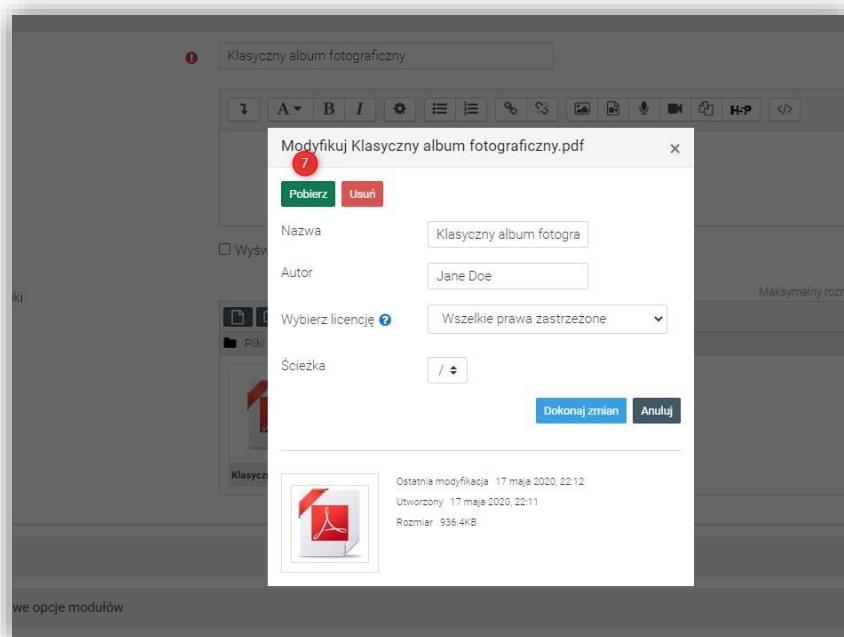 Klasyczny album fotograficzny
A B I H-P </>
Modyfikuj Klasyczny album fotograficzny.pdf ×
7
Pobierz Usuń
Nazwa Klasyczny album fotogra
Autor Jane Doe
Wybierz licencję ? Wszelkie prawa zastrzeżone
Ścieżka /
Dokonaj zmian Anuluj
Ostatnia modyfikacja 17 maja 2020, 22:12
Utworzony 17 maja 2020, 22:11
Rozmiar 936.4KB
Wyśw
ki
Maksymalny rozm
Pliki
Klasyczn
we opcje modułów